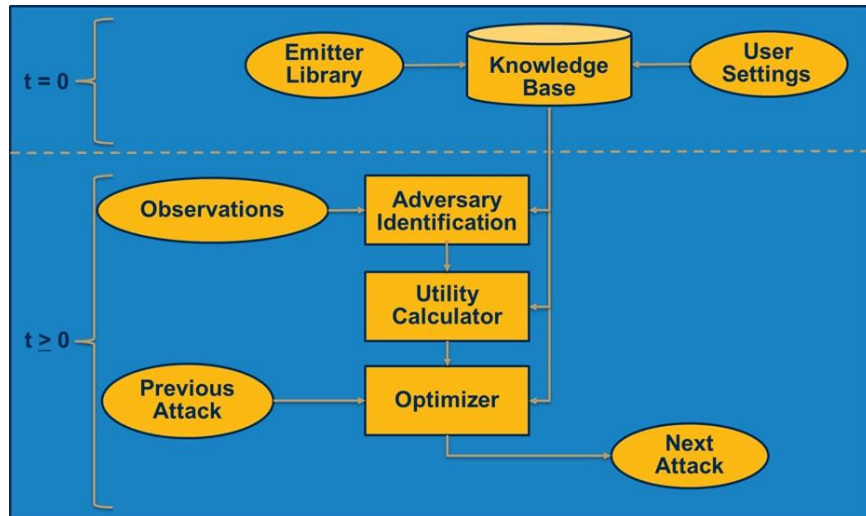 t = 0
Emitter
Library
Knowledge
Base
User
Settings
t ≥ 0
Observations
Adversary
Identification
Utility
Calculator
Previous
Attack
Optimizer
Next
Attack